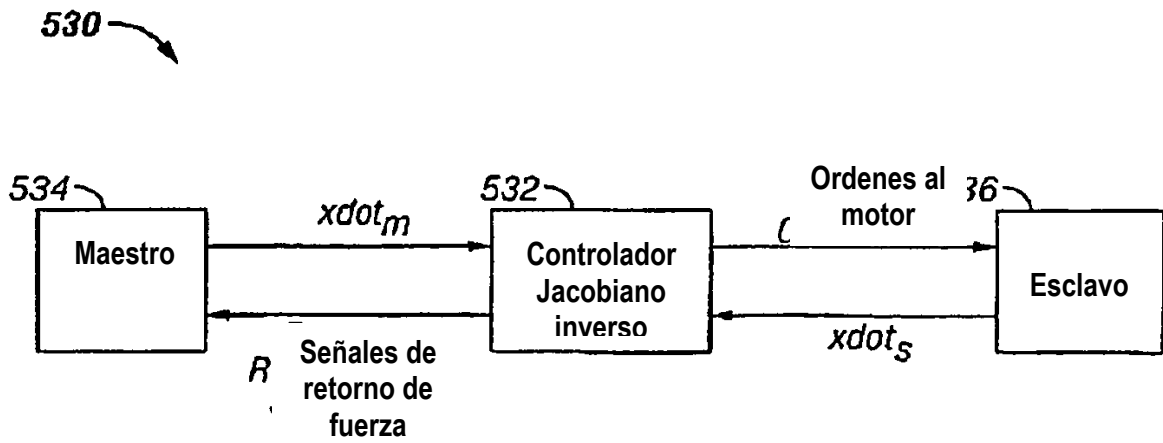 530
534
Maestro
xdot_m
532
Controlador
Jacobiano
inverso
Ordenes al
motor
36
Esclavo
xdot_s
R
Señales de
retorno de
fuerza